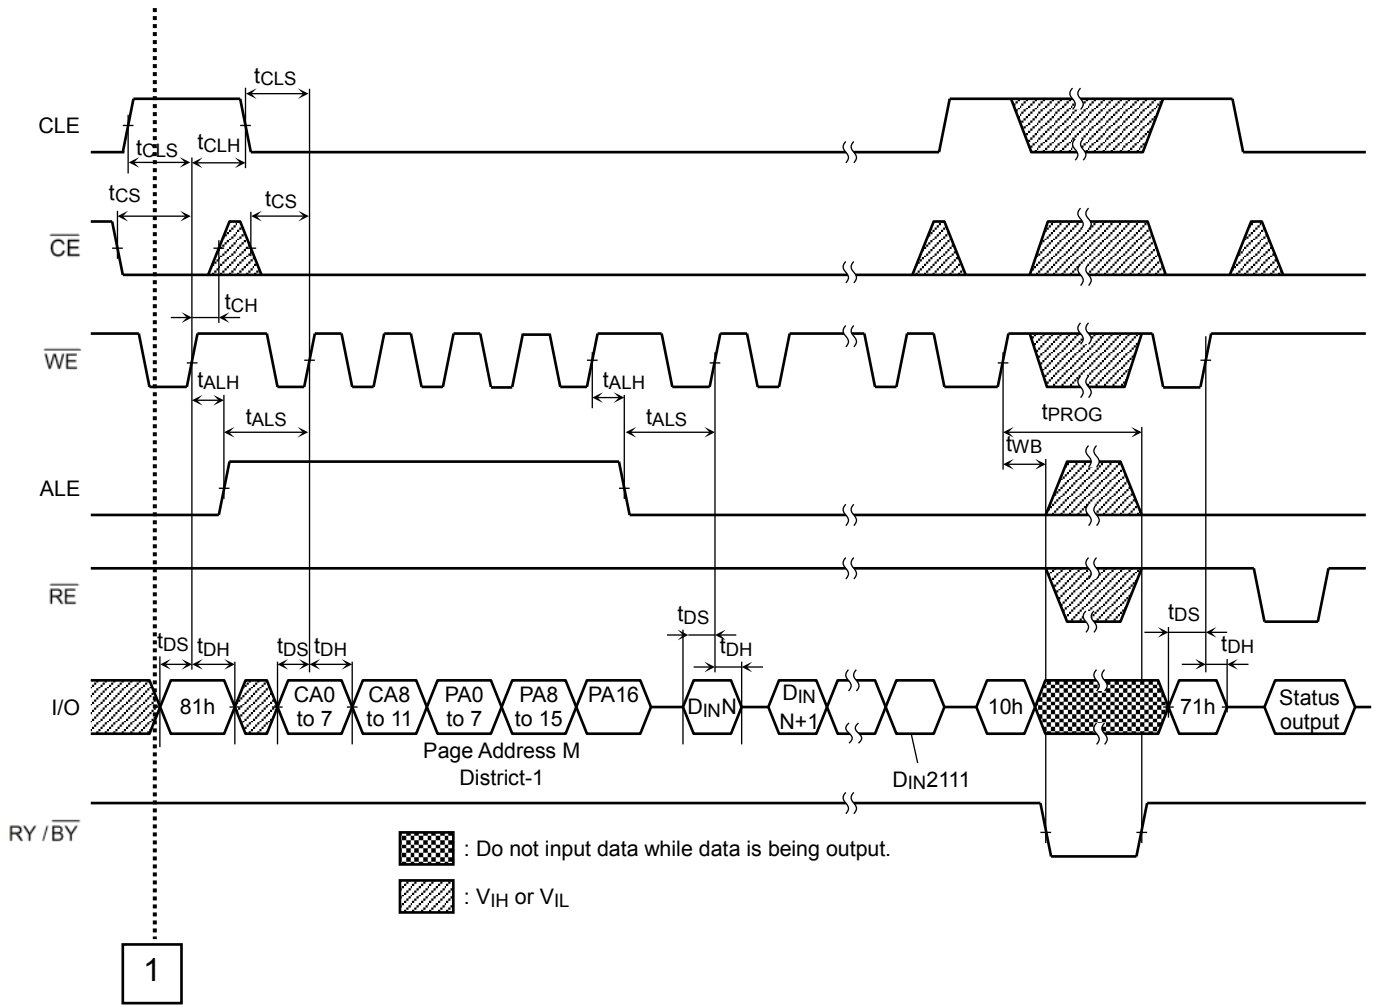 tCLS
CLE
tCLS tCLH
tCS tCS
CE
tCH
WE
tALH tALH
tALS tALS tPROG
tWB
ALE
RE
tDS tDH tDS tDH tDS tDH tDS tDH
I/O 81h CA0 to 7 CA8 to 11 PA0 to 7 PA8 to 15 PA16 DINN DIN N+1 10h 71h Status output
Page Address M
District-1
DIN2111
RY / BY
: Do not input data while data is being output.
: VIH or VIL
1